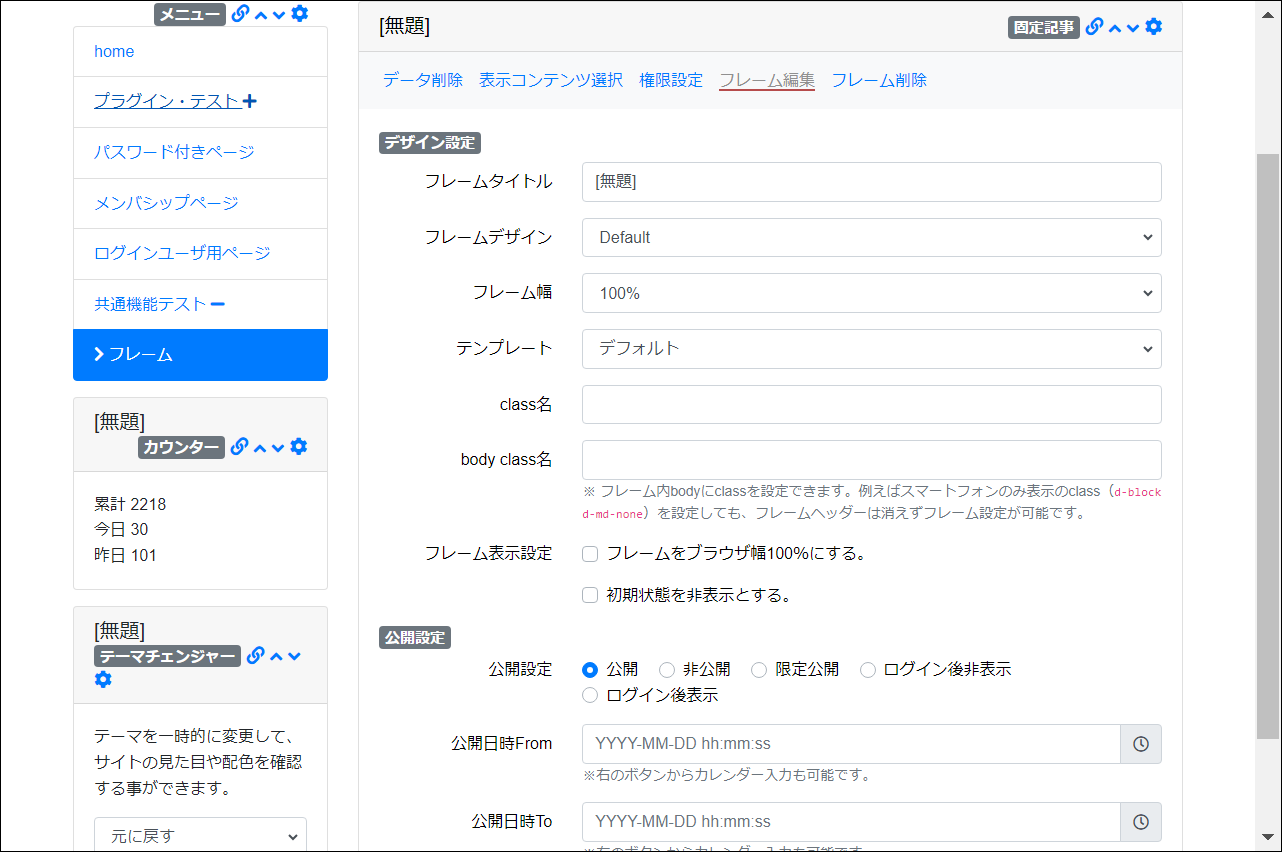 メニュー
home
プラグイン・テスト
パスワード付きページ
メンバシップページ
ログインユーザ用ページ
共通機能テスト
フレーム
[無題]
カウンター
累計 2218
今日 30
昨日 101
[無題]
テーマチェンジャー
テーマを一時的に変更して、
サイトの見た目や配色を確認
する事ができます。
元に戻す
[無題]
固定記事
データ削除 表示コンテンツ選択 権限設定 フレーム編集 フレーム削除
デザイン設定
フレームタイトル [無題]
フレームデザイン Default
フレーム幅 100%
テンプレート デフォルト
class名
body class名
※ フレーム内bodyにclassを設定できます。例えばスマートフォンのみ表示のclass（d-block
d-md-none）を設定しても、フレームヘッダーは消えずフレーム設定が可能です。
フレーム表示設定 フレームをブラウザ幅100%にする。
初期状態を非表示とする。
公開設定
公開設定 公開 非公開 限定公開 ログイン後非表示
ログイン後表示
公開日時From YYYY-MM-DD hh:mm:ss
※右のボタンからカレンダー入力も可能です。
公開日時To YYYY-MM-DD hh:mm:ss